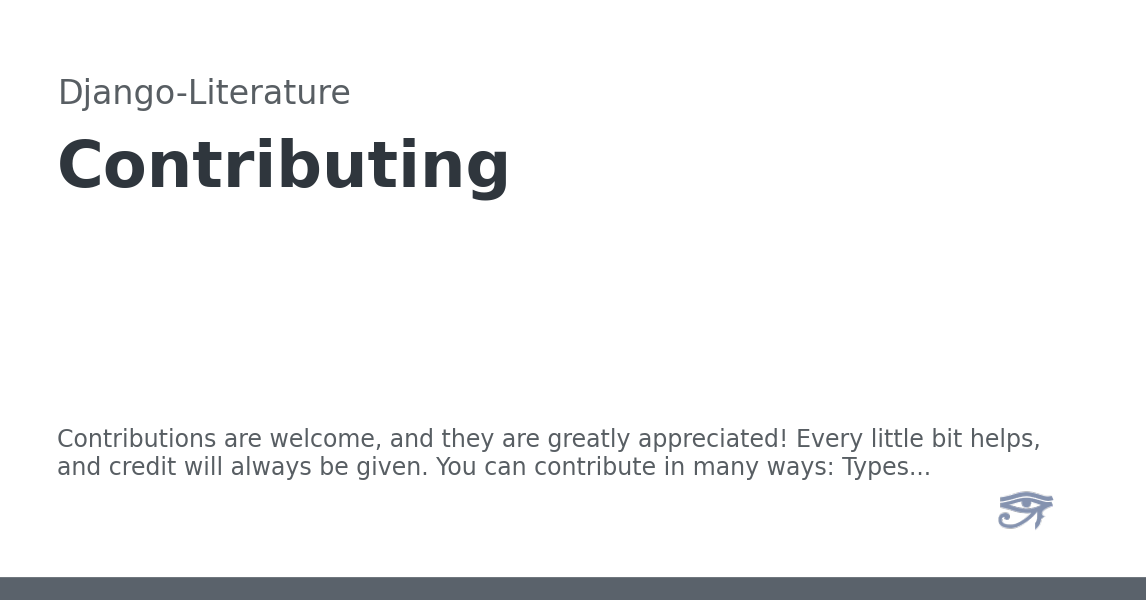 Django-Literature
Contributing
Contributions are welcome, and they are greatly appreciated! Every little bit helps,
and credit will always be given. You can contribute in many ways: Types...